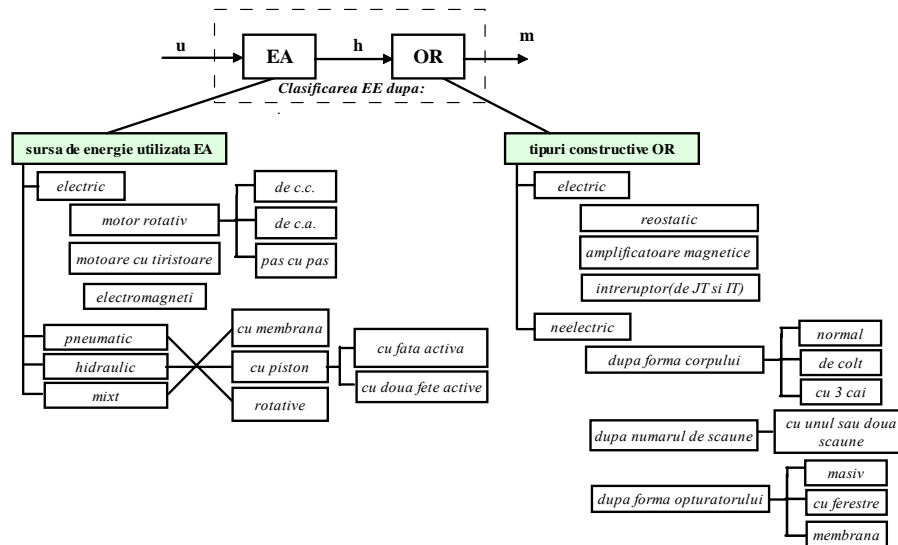 u
EA
h
OR
m
Clasificarea EE dupa:
sursa de energie utilizata EA
electric
motor rotativ
de c.c.
de c.a.
pas cu pas
motoare cu tiristoare
electromagneti
pneumatic
hidraulic
mixt
cu membrana
cu piston
rotative
cu fata activa
cu doua fete active
tipuri constructive OR
electric
reostatic
amplificatoare magnetice
intreruptor(de JT si IT)
neelectric
dupa forma corpului
normal
de colt
cu 3 cai
dupa numarul de scaune
cu unul sau doua
scaune
dupa forma opturatorului
masiv
cu ferestre
membrana